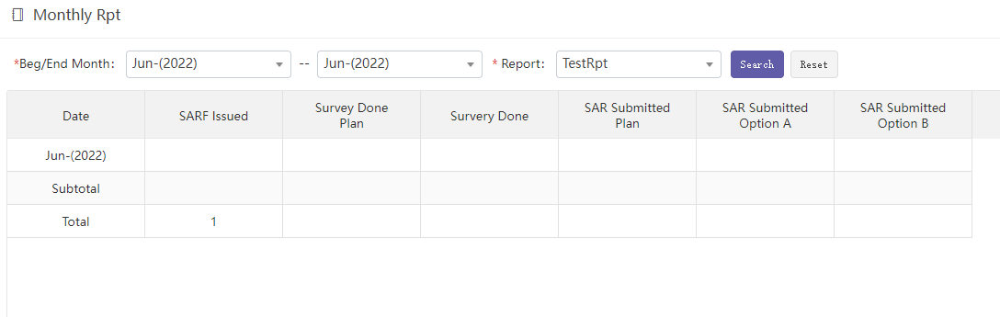 Monthly Rpt
*Beg/End Month: Jun-(2022) -- Jun-(2022) * Report: TestRpt Search Reset
Date
SARF Issued
Survey Done
Plan
Survery Done
SAR Submitted
Plan
SAR Submitted
Option A
SAR Submitted
Option B
Jun-(2022)
Subtotal
Total 1